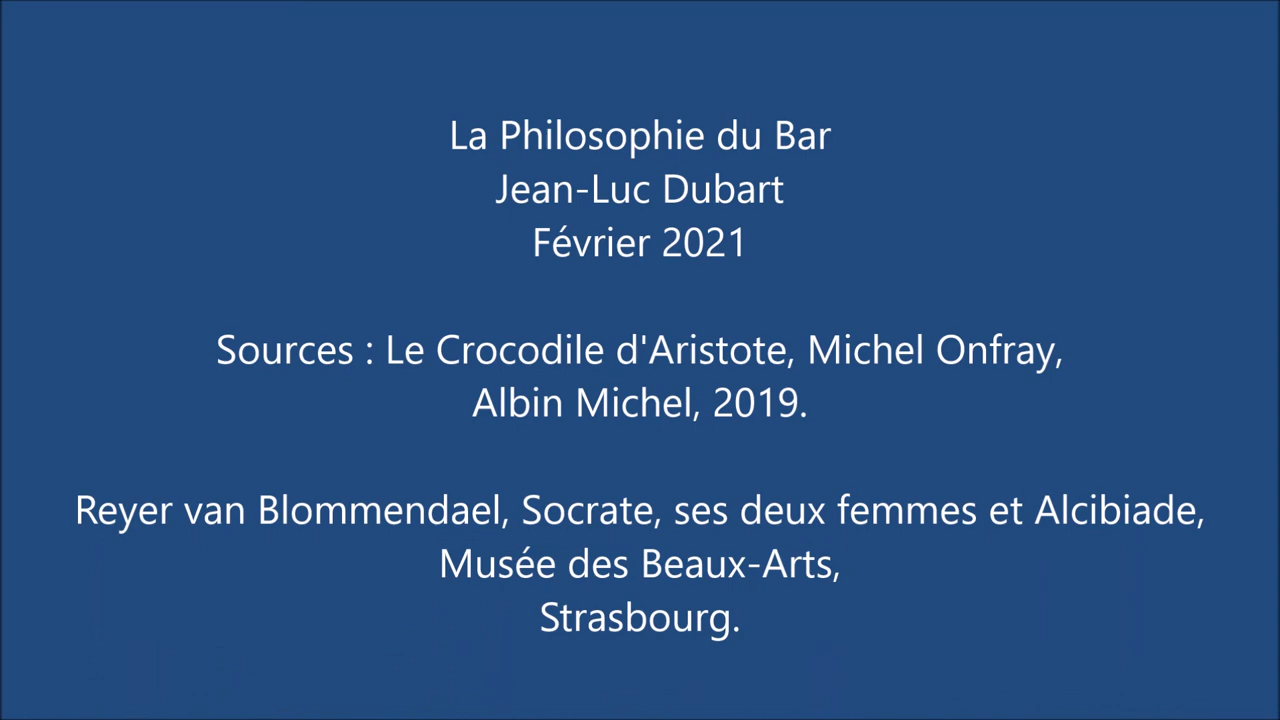 La Philosophie du Bar
Jean-Luc Dubart
Février 2021
Sources : Le Crocodile d'Aristote, Michel Onfray,
Albin Michel, 2019.
Reyer van Blommendael, Socrate, ses deux femmes et Alcibiade,
Musée des Beaux-Arts,
Strasbourg.